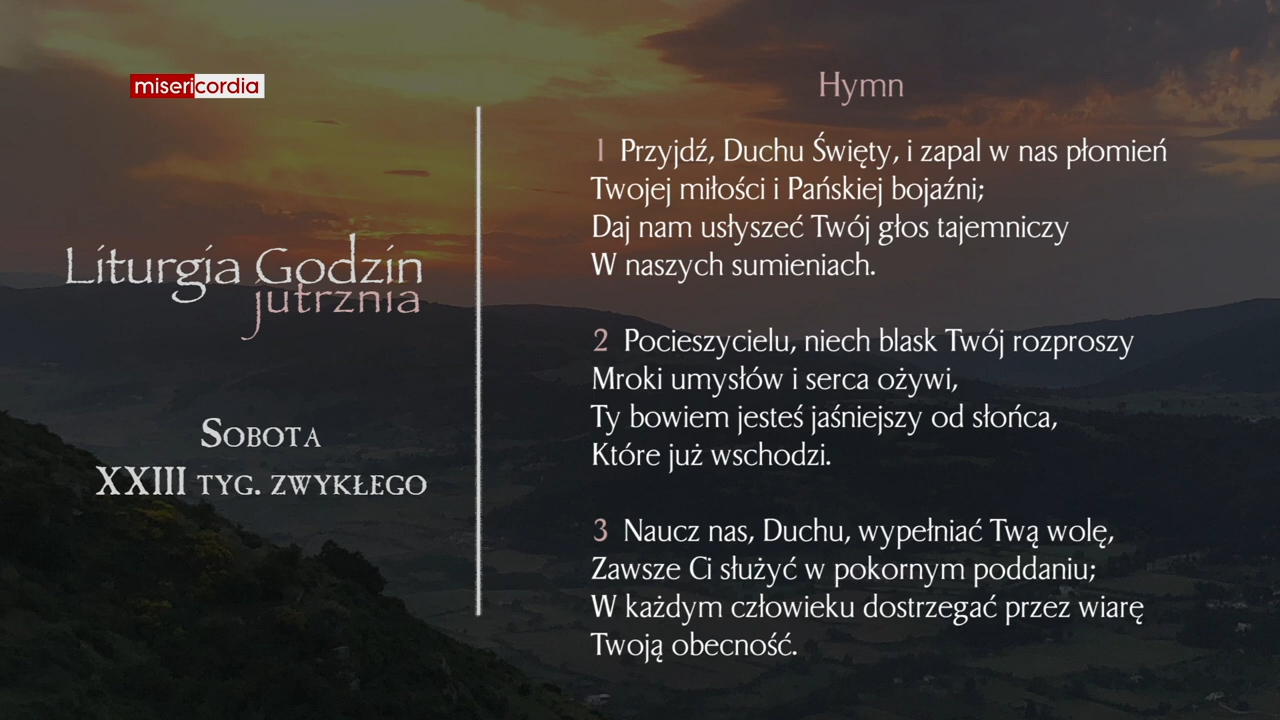 misericordia
Liturgia Godzin
jutrznia
Sobota
XXIII tyg. zwykłego
Hymn
1 Przyjdź, Duchu Święty, i zapal w nas płomień
Twojej miłości i Pańskiej bojaźni;
Daj nam usłyszeć Twój głos tajemniczy
W naszych sumieniach.
2 Pocieszycielu, niech blask Twój rozproszy
Mroki umysłów i serca ożywi,
Ty bowiem jesteś jaśniejszy od słońca,
Które już wschodzi.
3 Naucz nas, Duchu, wypełniać Twą wolę,
Zawsze Ci służyć w pokornym poddaniu;
W każdym człowieku dostrzegać przez wiarę
Twoją obecność.